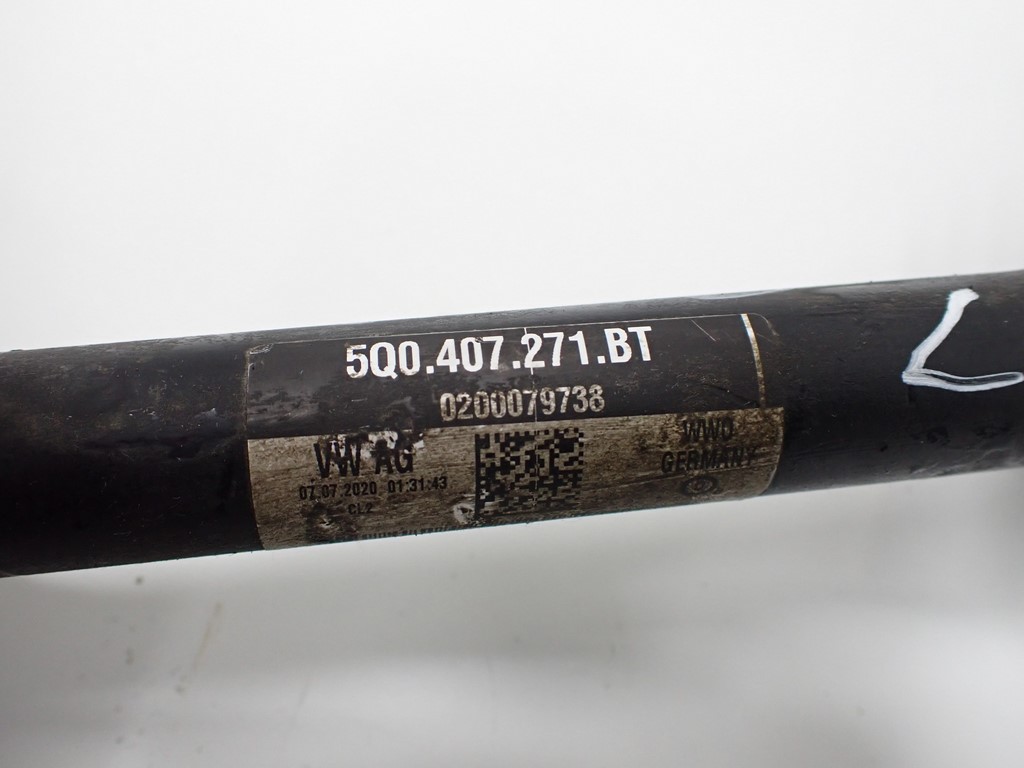 5Q0.407.271.BT
0200079738
VW AG
07.07.2020 01:31:43
CL2
WWO
GERMANY
L